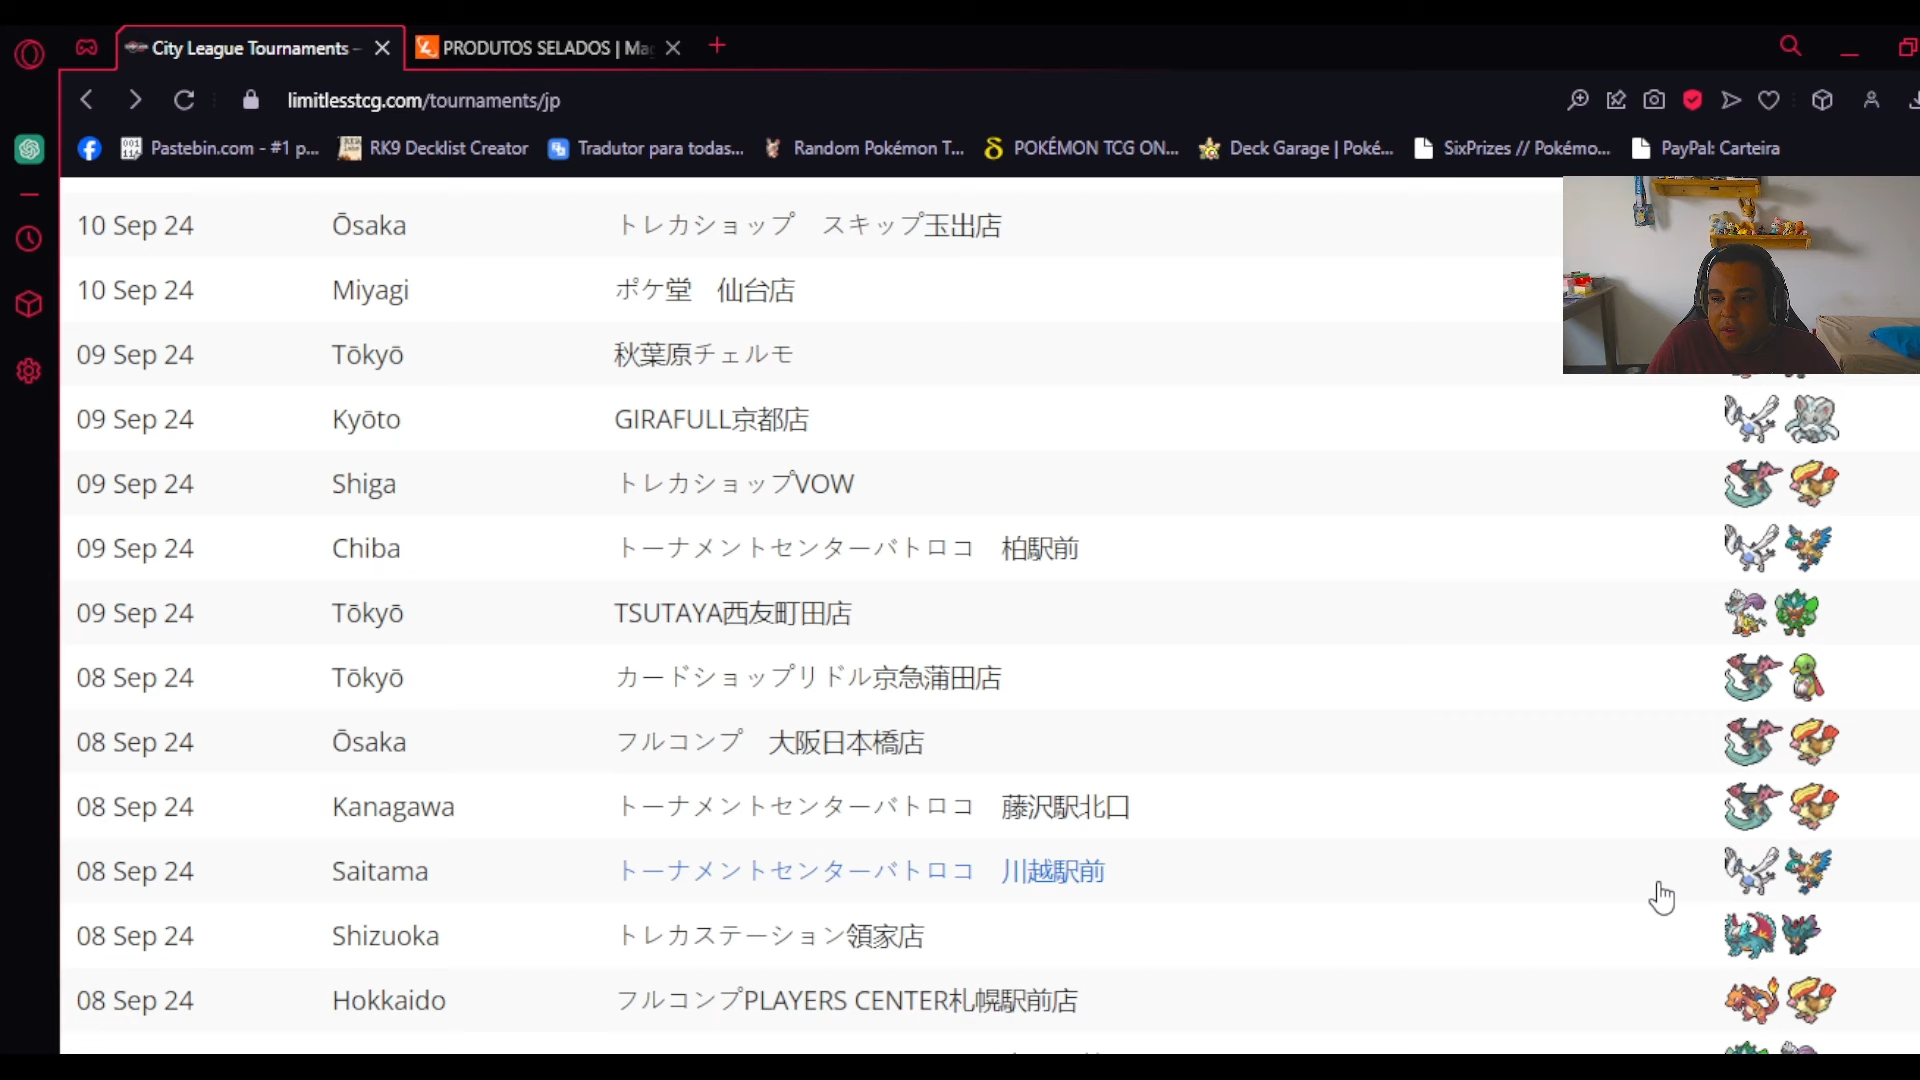 City League Tournaments –
PRODUTOS SELADOS | Ma
limitlesstcg.com/tournaments/jp
Pastebin.com - #1 p...
RK9 Decklist Creator
Tradutor para todas...
Random Pokémon T...
POKÉMON TCG ON...
Deck Garage | Poké...
SixPrizes // Pokémo...
PayPal: Carteira
10 Sep 24 Ōsaka トレカショップ　スキップ玉出店
10 Sep 24 Miyagi ポケ堂　仙台店
09 Sep 24 Tōkyō 秋葉原チェルモ
09 Sep 24 Kyōto GIRAFULL京都店
09 Sep 24 Shiga トレカショップVOW
09 Sep 24 Chiba トーナメントセンターバトロコ　柏駅前
09 Sep 24 Tōkyō TSUTAYA西友町田店
08 Sep 24 Tōkyō カードショップリドル京急蒲田店
08 Sep 24 Ōsaka フルコンプ　大阪日本橋店
08 Sep 24 Kanagawa トーナメントセンターバトロコ　藤沢駅北口
08 Sep 24 Saitama トーナメントセンターバトロコ　川越駅前
08 Sep 24 Shizuoka トレカステーション領家店
08 Sep 24 Hokkaido フルコンプPLAYERS CENTER札幌駅前店